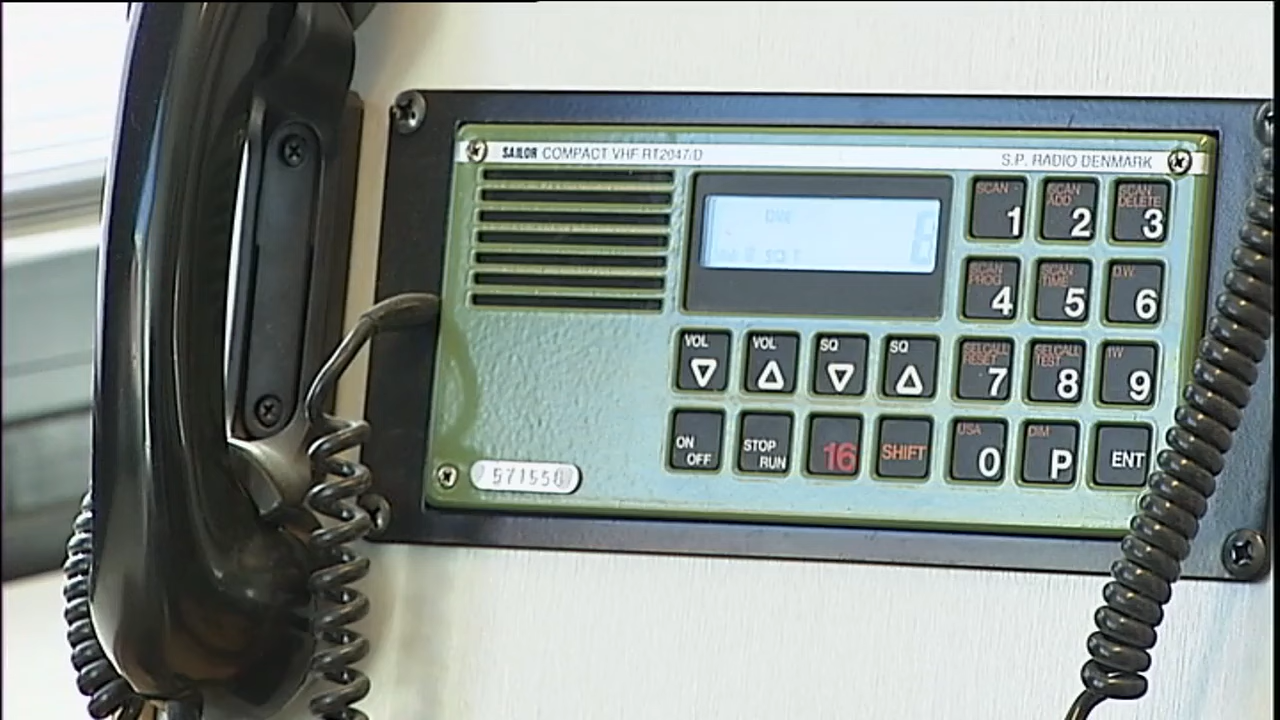 SAILOR COMPACT VHF RT2047/D
S.P. RADIO DENMARK
DW
8
SCAN 1
SCAN ADD 2
SCAN DELETE 3
SCAN PROG 4
SCAN TIME 5
D.W. 6
VOL
VOL
SQ
SQ
SELCALL RESET 7
SELCALL TEST 8
1W 9
ON OFF
STOP RUN
16
SHIFT
USA 0
DIM P
ENT
571550